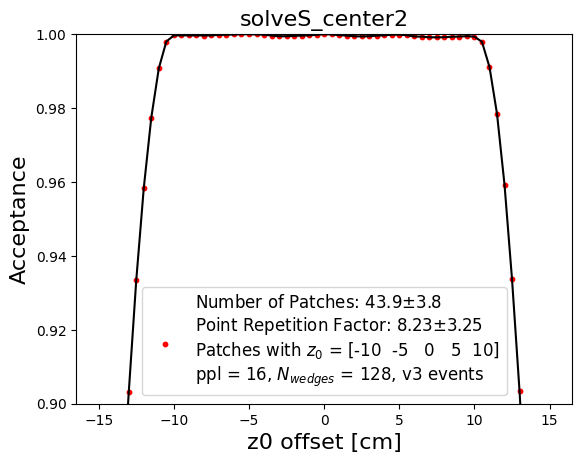 solveS_center2
1.00
0.98
0.96
0.94
0.92
0.90
Acceptance
Number of Patches: 43.9±3.8
Point Repetition Factor: 8.23±3.25
Patches with z₀ = [-10 -5 0 5 10]
ppl = 16, N_wedges = 128, v3 events
−15 −10 −5 0 5 10 15
z0 offset [cm]